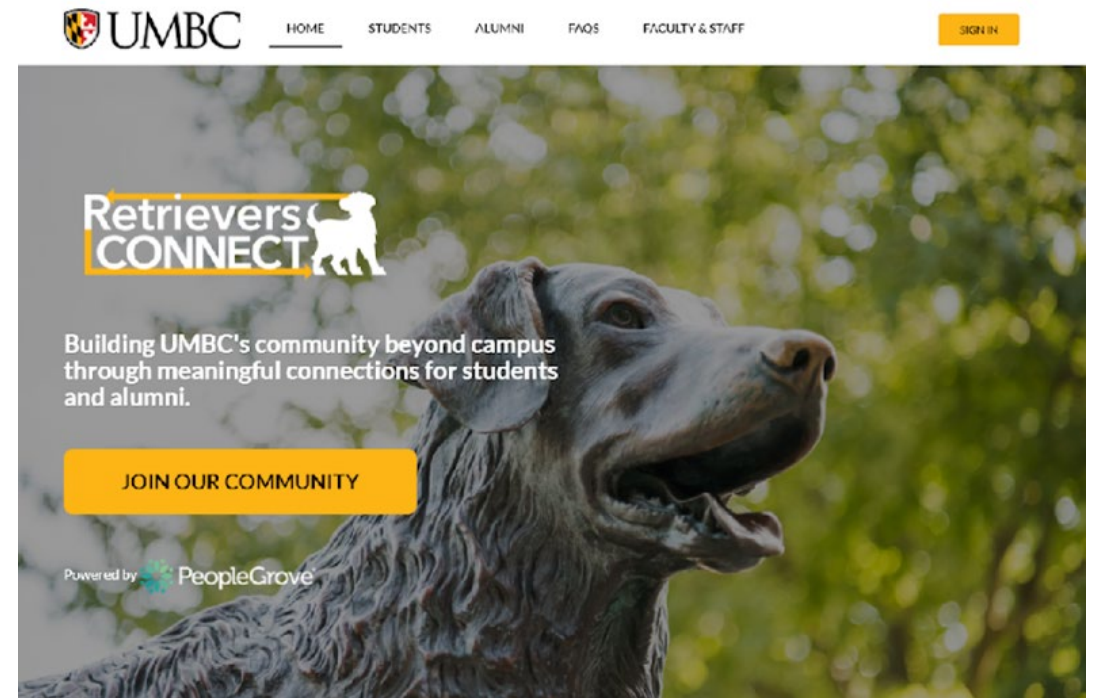 UMBC
HOME STUDENTS ALUMNI FAQS FACULTY & STAFF
SIGN IN
Retrievers
CONNECT
Building UMBC's community beyond campus
through meaningful connections for students
and alumni.
JOIN OUR COMMUNITY
Powered by PeopleGrove